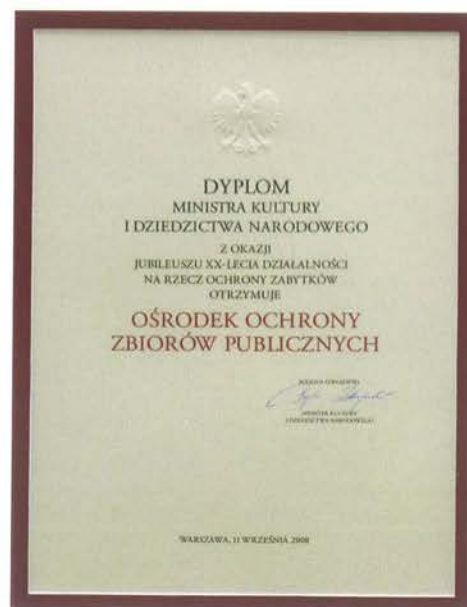 DYPLOM
MINISTRA KULTURY
I DZIEDZICTWA NARODOWEGO
Z OKAZJI
JUBILEUSZU XX-LECIA DZIAŁALNOŚCI
NA RZECZ OCHRONY ZABYTKÓW
OTRZYMUJE
OŚRODEK OCHRONY
ZBIORÓW PUBLICZNYCH
MINISTER KULTURY
I DZIEDZICTWA NARODOWEGO
WARSZAWA, 11 WRZEŚNIA 2008